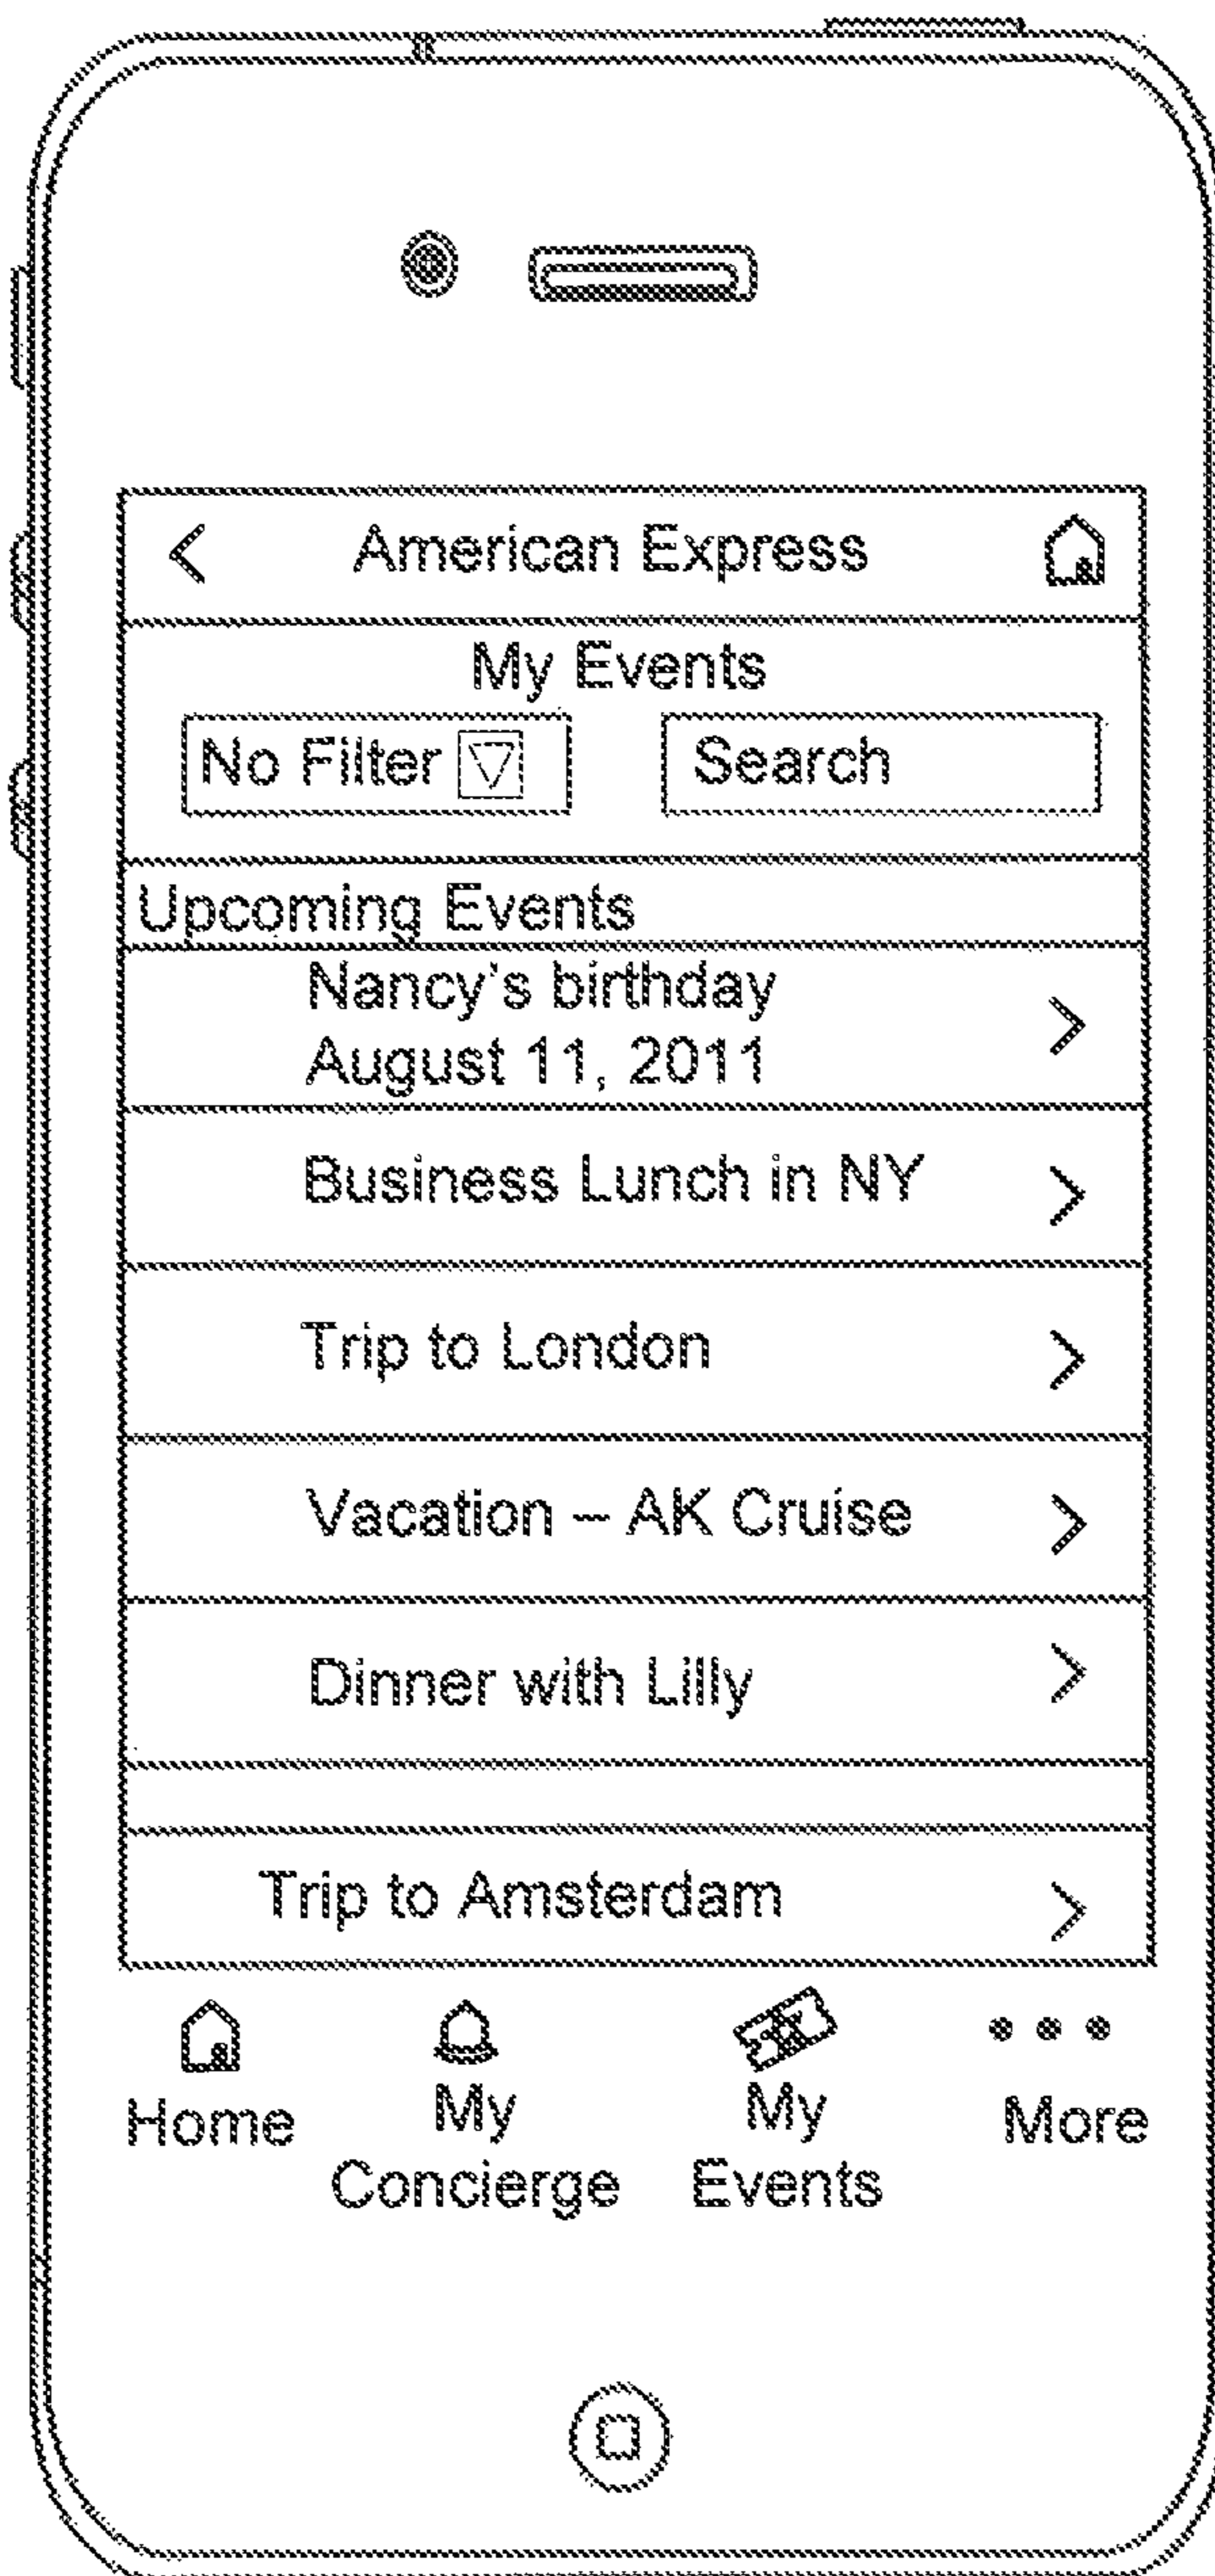 American Express
My Events
No Filter Search
Upcoming Events
Nancy's birthday
August 11, 2011
Business Lunch in NY
Trip to London
Vacation – AK Cruise
Dinner with Lilly
Trip to Amsterdam
Home My Concierge My Events More